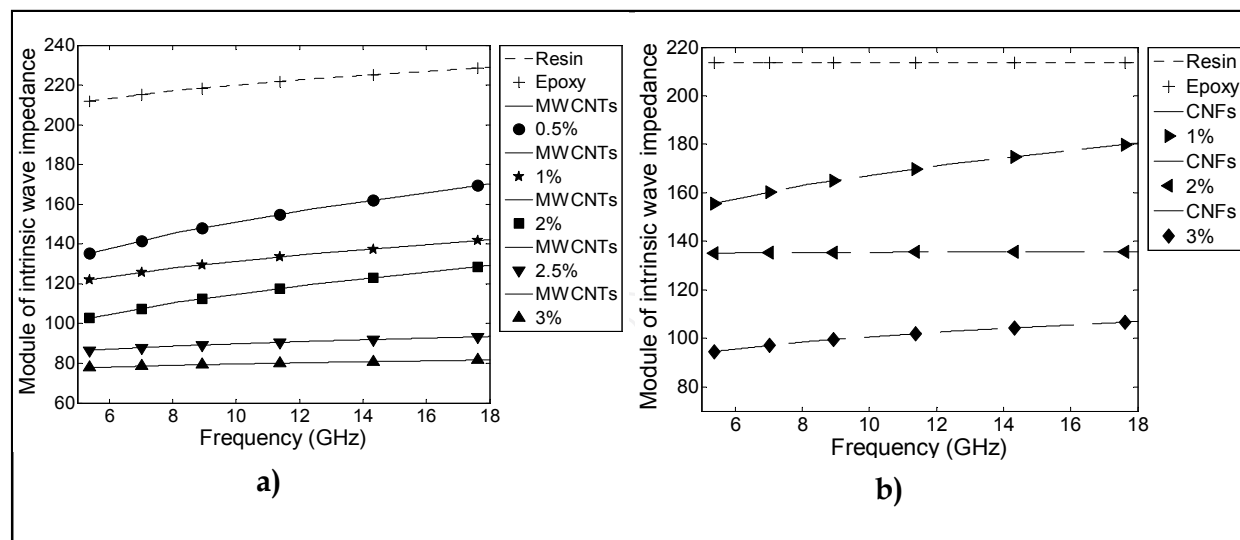 240
220
200
180
160
140
120
100
80
60
Module of intrinsic wave impedance
6 8 10 12 14 16 18
Frequency (GHz)
Resin
Epoxy
MWCNTs
0.5%
MWCNTs
1%
MWCNTs
2%
MWCNTs
2.5%
MWCNTs
3%
a)
220
200
180
160
140
120
100
80
Module of intrinsic wave impedance
6 8 10 12 14 16 18
Frequency (GHz)
Resin
Epoxy
CNFs
1%
CNFs
2%
CNFs
3%
b)